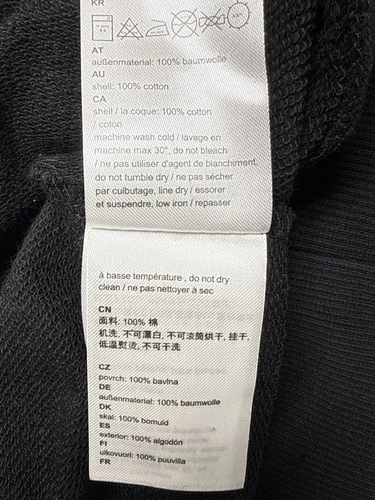 KR
AT
außenmaterial: 100% baumwolle
AU
shell: 100% cotton
CA
shell / la coque: 100% cotton
/ coton
machine wash cold / lavage en
machine max 30°, do not bleach
/ ne pas utiliser d'agent de blanchiment,
do not tumble dry / ne pas sécher
par culbutage, line dry / essorer
et suspendre, low iron / repasser
à basse température , do not dry
clean / ne pas nettoyer à sec
CN
面料: 100% 棉
机洗, 不可漂白, 不可滚筒烘干, 挂干,
低温熨烫, 不可干洗
CZ
povrch: 100% bavlna
DE
außenmaterial: 100% baumwolle
DK
skal: 100% bomuld
ES
exterior: 100% algodón
FI
ulkovuori: 100% puuvilla
FR